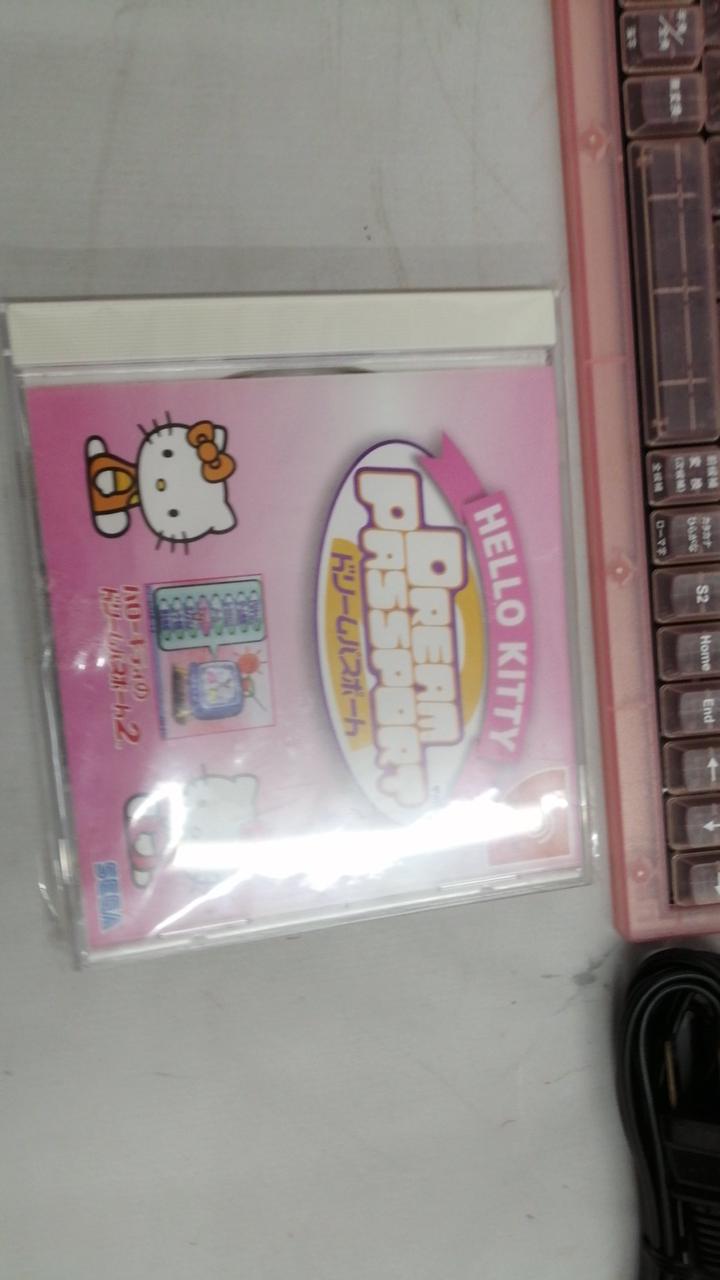 HELLO KITTY
DREAM
PASSPORT
ドリームパスポート
ハローキティの
ドリームパスポート2
SEGA
S2
Home
End
←
↓